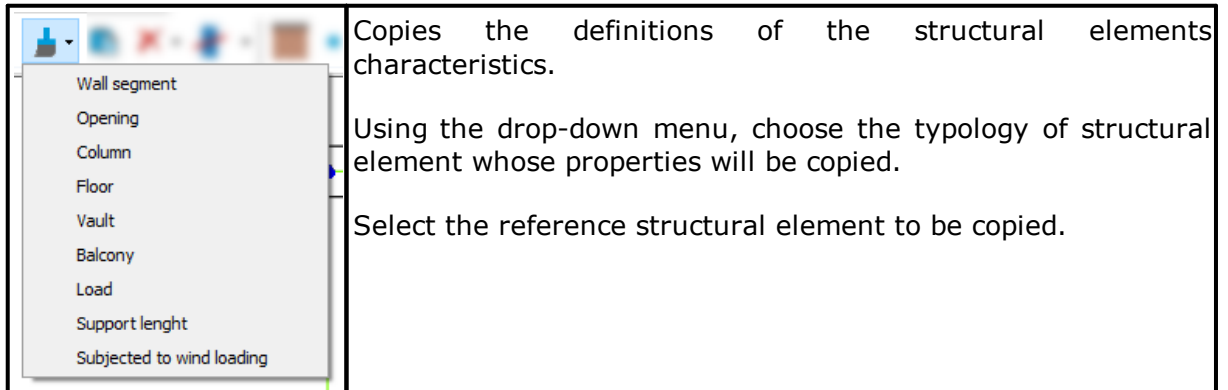 Wall segment
Opening
Column
Floor
Vault
Balcony
Load
Support lenght
Subjected to wind loading
Copies the definitions of the structural elements
characteristics.
Using the drop-down menu, choose the typology of structural
element whose properties will be copied.
Select the reference structural element to be copied.